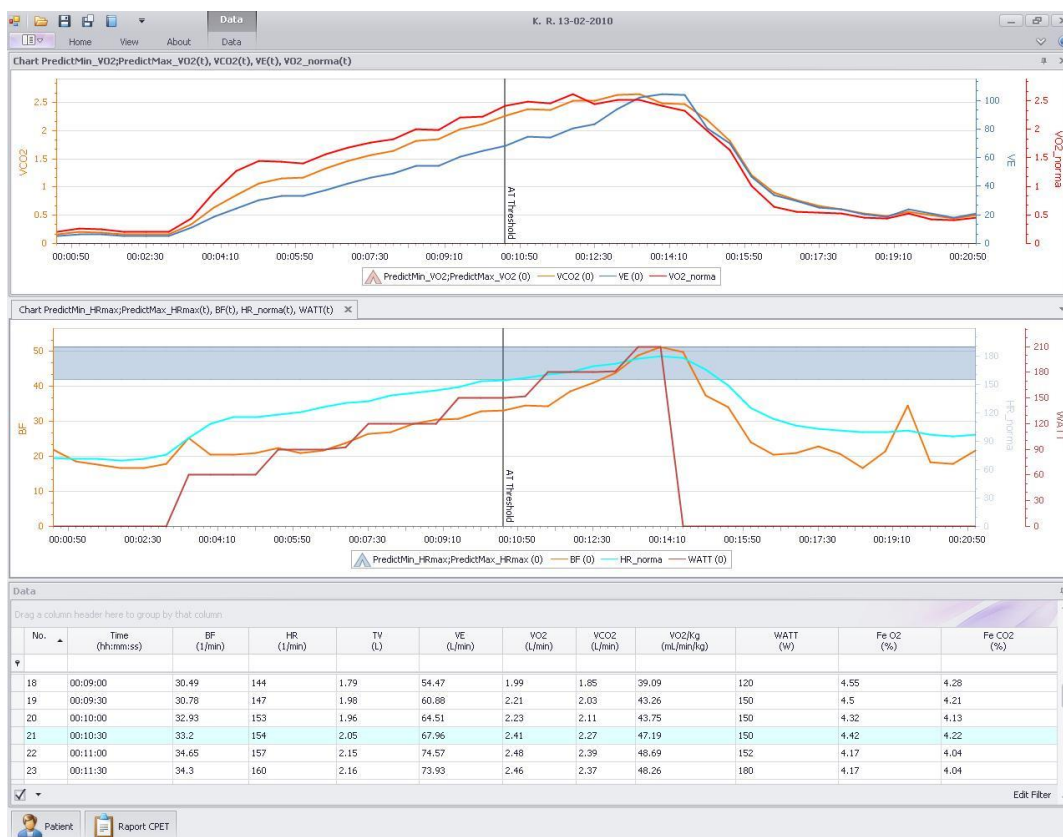 Data
K. R. 13-02-2010
Home View About Data
Chart PredictMin_VO2;PredictMax_VO2(t), VCO2(t), VE(t), VO2_norma(t)
2.5 100 2.5
2 80 2
1.5 60 1.5
1 40 1
0.5 20 0.5
0 0 0
VCO2
AT Threshold
VE
VO2_norma
00:00:50 00:02:30 00:04:10 00:05:50 00:07:30 00:09:10 00:10:50 00:12:30 00:14:10 00:15:50 00:17:30 00:19:10 00:20:50
PredictMin_VO2;PredictMax_VO2 (0) VCO2 (0) VE (0) VO2_norma
Chart PredictMin_HRmax;PredictMax_HRmax(t), BF(t), HR_norma(t), WATT(t)
50 180 210
40 150 180
30 120 150
20 90 120
10 60 90
0 30 60
0 30
0
BF
AT Threshold
HR_norma
WATT
00:00:50 00:02:30 00:04:10 00:05:50 00:07:30 00:09:10 00:10:50 00:12:30 00:14:10 00:15:50 00:17:30 00:19:10 00:20:50
PredictMin_HRmax;PredictMax_HRmax (0) BF (0) HR_norma WATT (0)
Data
Drag a column header here to group by that column
No. Time BF HR TV VE VO2 VCO2 VO2/Kg WATT Fe O2 Fe CO2
(hh:mm:ss) (1/min) (1/min) (L) (L/min) (L/min) (L/min) (mL/min/kg) (W) (%) (%)
18 00:09:00 30.49 144 1.79 54.47 1.99 1.85 39.09 120 4.55 4.28
19 00:09:30 30.78 147 1.98 60.88 2.21 2.03 43.26 150 4.5 4.21
20 00:10:00 32.93 153 1.96 64.51 2.23 2.11 43.75 150 4.32 4.13
21 00:10:30 33.2 154 2.05 67.96 2.41 2.27 47.19 150 4.42 4.22
22 00:11:00 34.65 157 2.15 74.57 2.48 2.39 48.69 152 4.17 4.04
23 00:11:30 34.3 160 2.16 73.93 2.46 2.37 48.26 180 4.17 4.04
Edit Filter
Patient Raport CPET